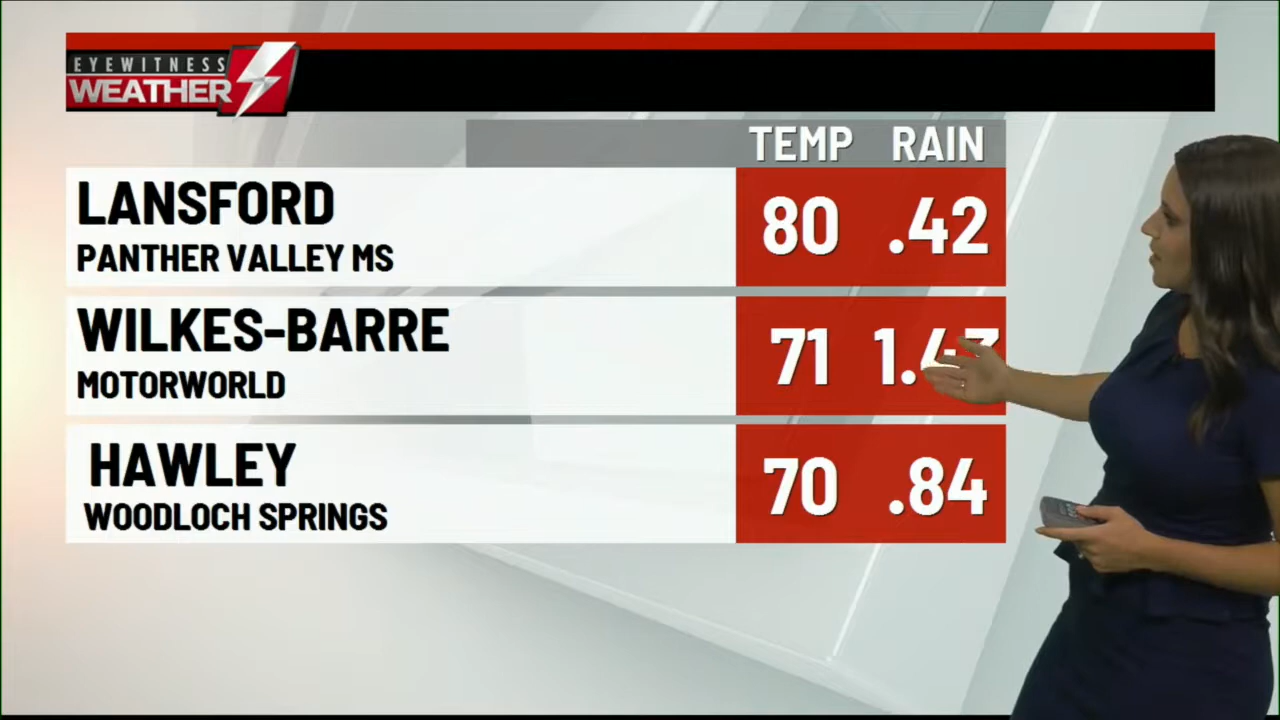 EYEWITNESS
WEATHER
TEMP RAIN
LANSFORD 80 .42
PANTHER VALLEY MS
WILKES-BARRE 71
MOTORWORLD
HAWLEY 70 .84
WOODLOCH SPRINGS